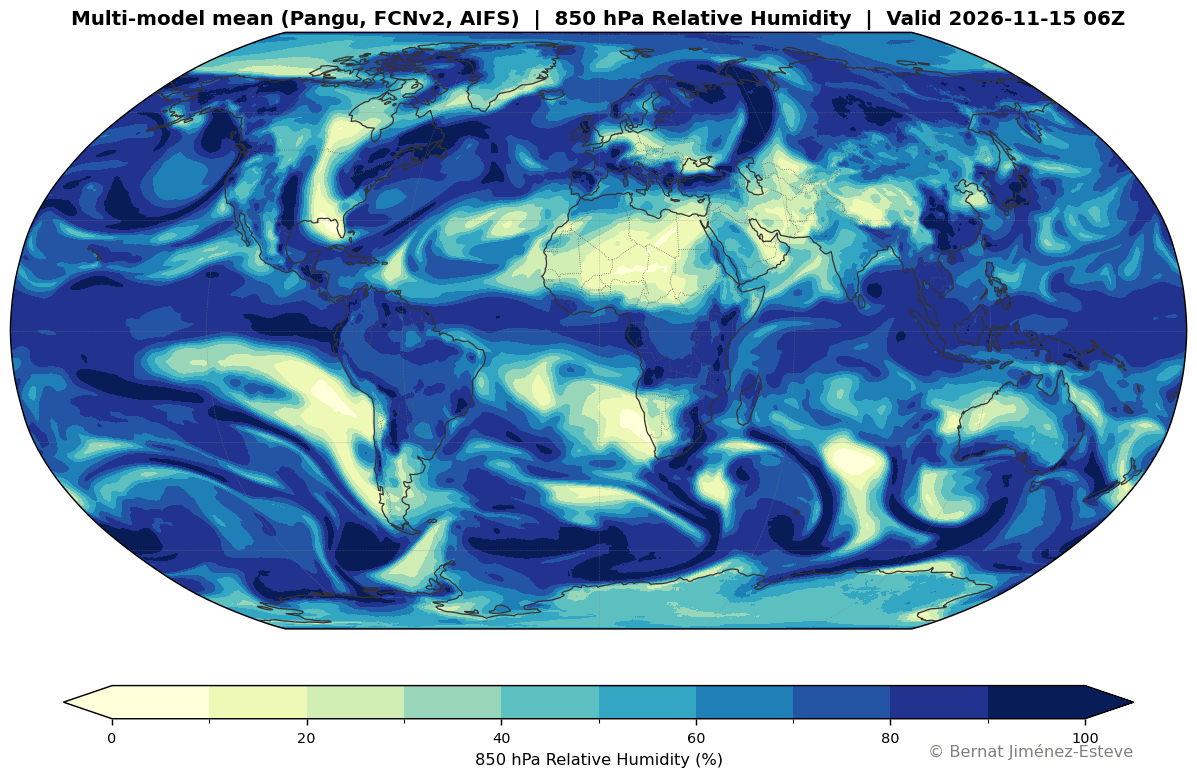 Multi-model mean (Pangu, FCNv2, AIFS) | 850 hPa Relative Humidity | Valid 2026-11-15 06Z
0 20 40 60 80 100
850 hPa Relative Humidity (%)
© Bernat Jiménez-Esteve